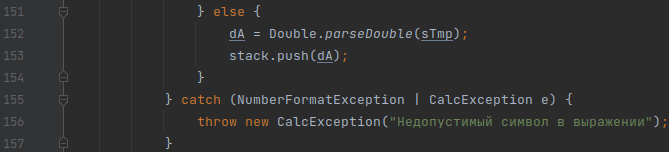 151 } else {
152 dA = Double.parseDouble(sTmp);
153 stack.push(dA);
154 }
155 } catch (NumberFormatException | CalcException e) {
156 throw new CalcException("Недопустимый символ в выражении");
157 }